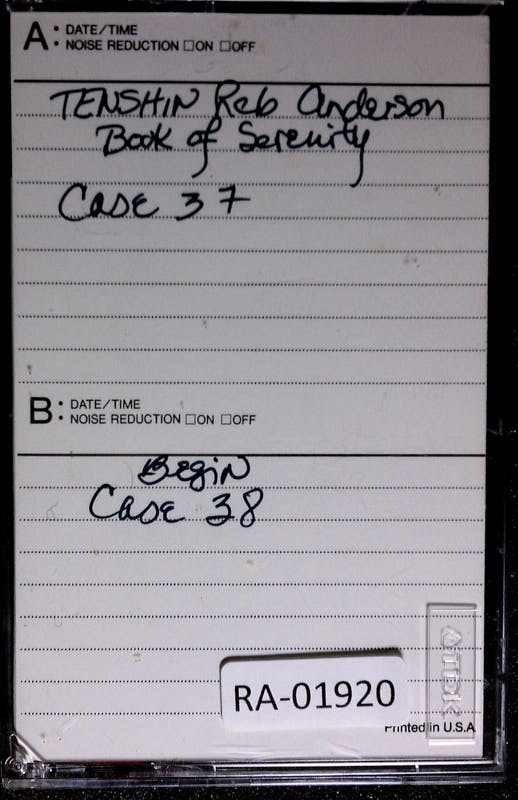 A: DATE/TIME
NOISE REDUCTION □ON □OFF
TENSHIN Reb Anderson
Book of Serenity
Case 37
B: DATE/TIME
NOISE REDUCTION □ON □OFF
Begin
Case 38
TDK
RA-01920
Printed in U.S.A